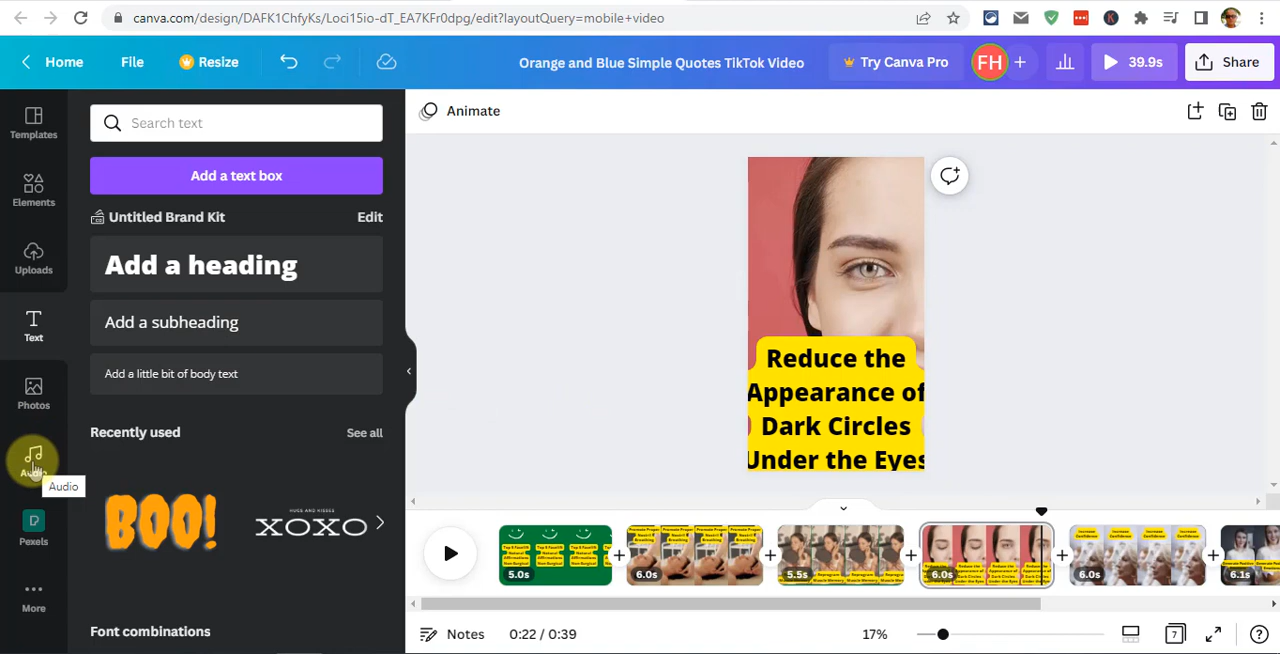 canva.com/design/DAFK1ChfyKs/Loci15io-dT_EA7KFr0dpg/edit?layoutQuery=mobile+video
Home
File
Resize
Orange and Blue Simple Quotes TikTok Video
Try Canva Pro
FH
39.9s
Share
Templates
Elements
Uploads
Text
Photos
Audio
Audio
Pexels
More
Search text
Add a text box
Untitled Brand Kit
Edit
Add a heading
Add a subheading
Add a little bit of body text
Recently used
See all
BOO!
HUGS AND KISSES
XOXO
Font combinations
Animate
Reduce the
Appearance of
Dark Circles
Under the Eyes
5.0s
6.0s
5.5s
6.0s
6.0s
6.1s
Notes
0:22 / 0:39
17%
7